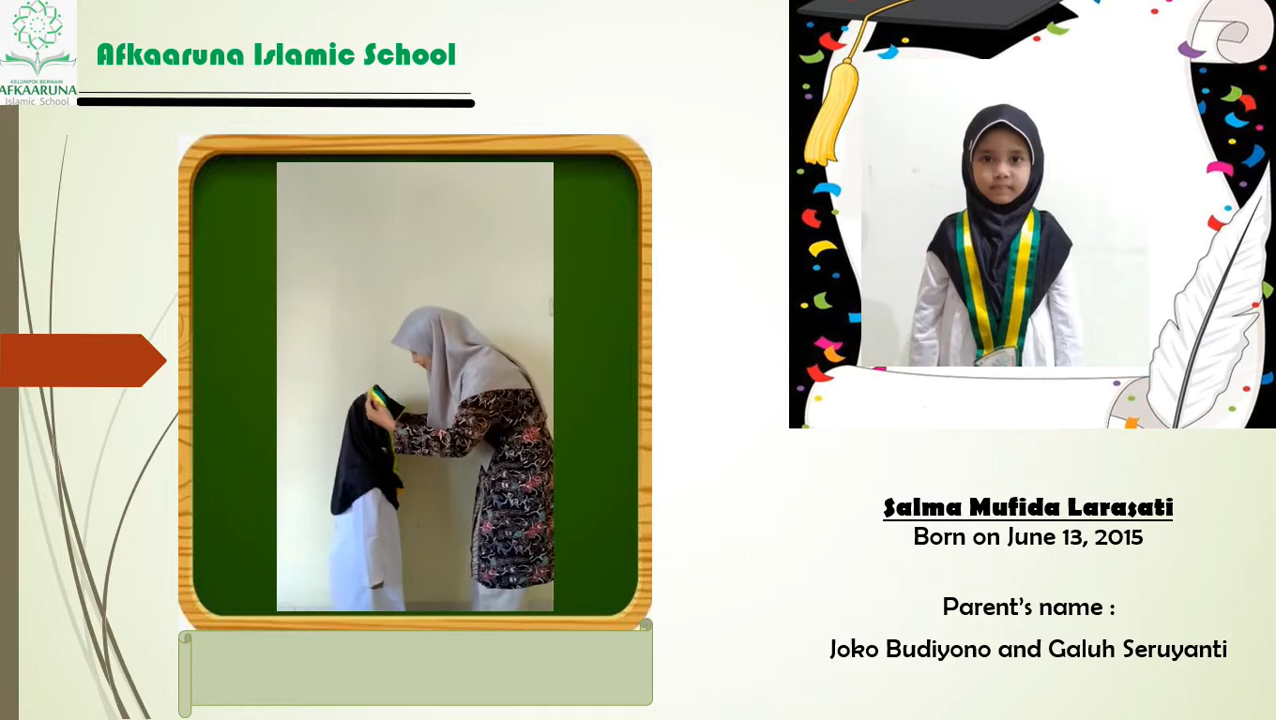 KELOMPOK BERMAIN
AFKAARUNA
Islamic School
Afkaaruna Islamic School
Salma Mufida Larasati
Born on June 13, 2015
Parent's name :
Joko Budiyono and Galuh Seruyanti